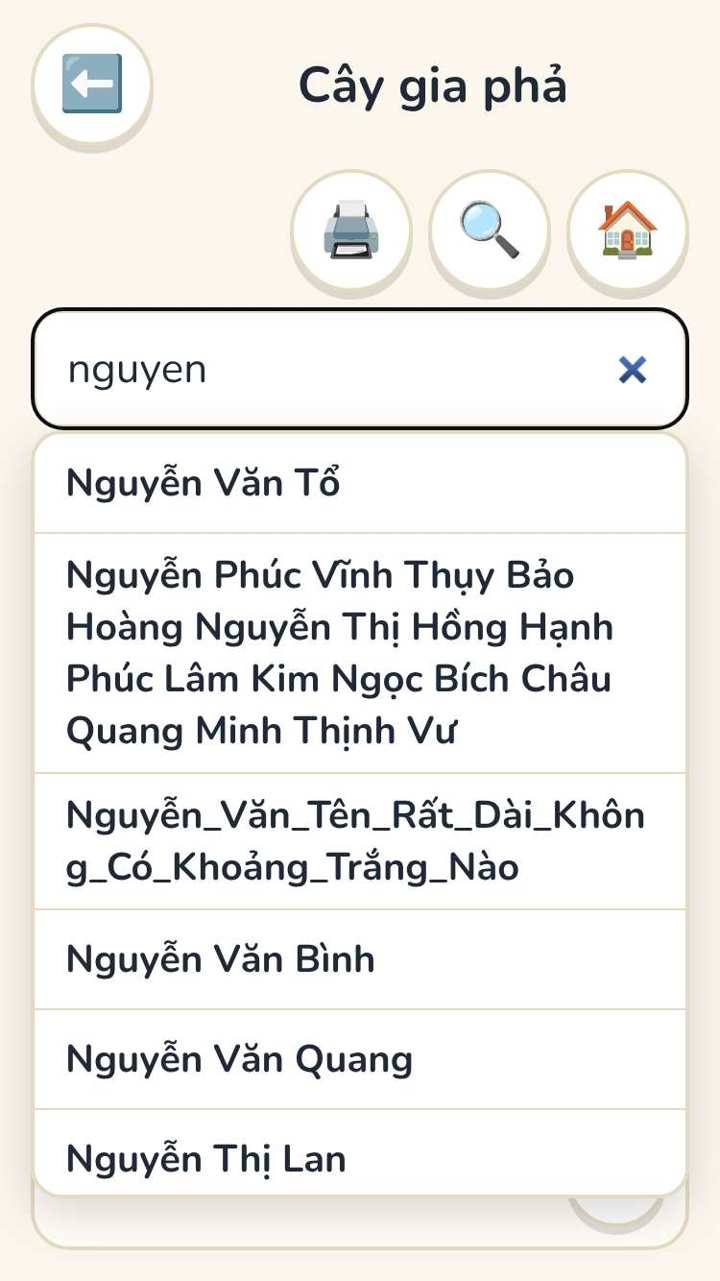 Cây gia phả
nguyen
Nguyễn Văn Tổ
Nguyễn Phúc Vĩnh Thụy Bảo
Hoàng Nguyễn Thị Hồng Hạnh
Phúc Lâm Kim Ngọc Bích Châu
Quang Minh Thịnh Vư
Nguyễn_Văn_Tên_Rất_Dài_Khôn
g_Có_Khoảng_Trắng_Nào
Nguyễn Văn Bình
Nguyễn Văn Quang
Nguyễn Thị Lan